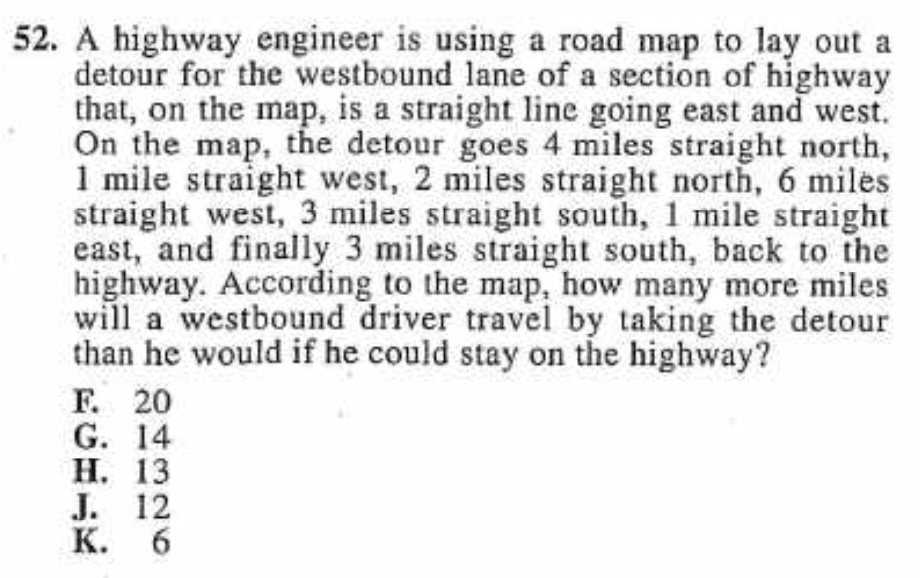 52. A highway engineer is using a road map to lay out a
detour for the westbound lane of a section of highway
that, on the map, is a straight line going east and west.
On the map, the detour goes 4 miles straight north,
1 mile straight west, 2 miles straight north, 6 miles
straight west, 3 miles straight south, 1 mile straight
east, and finally 3 miles straight south, back to the
highway. According to the map, how many more miles
will a westbound driver travel by taking the detour
than he would if he could stay on the highway?
F. 20
G. 14
H. 13
J. 12
K. 6